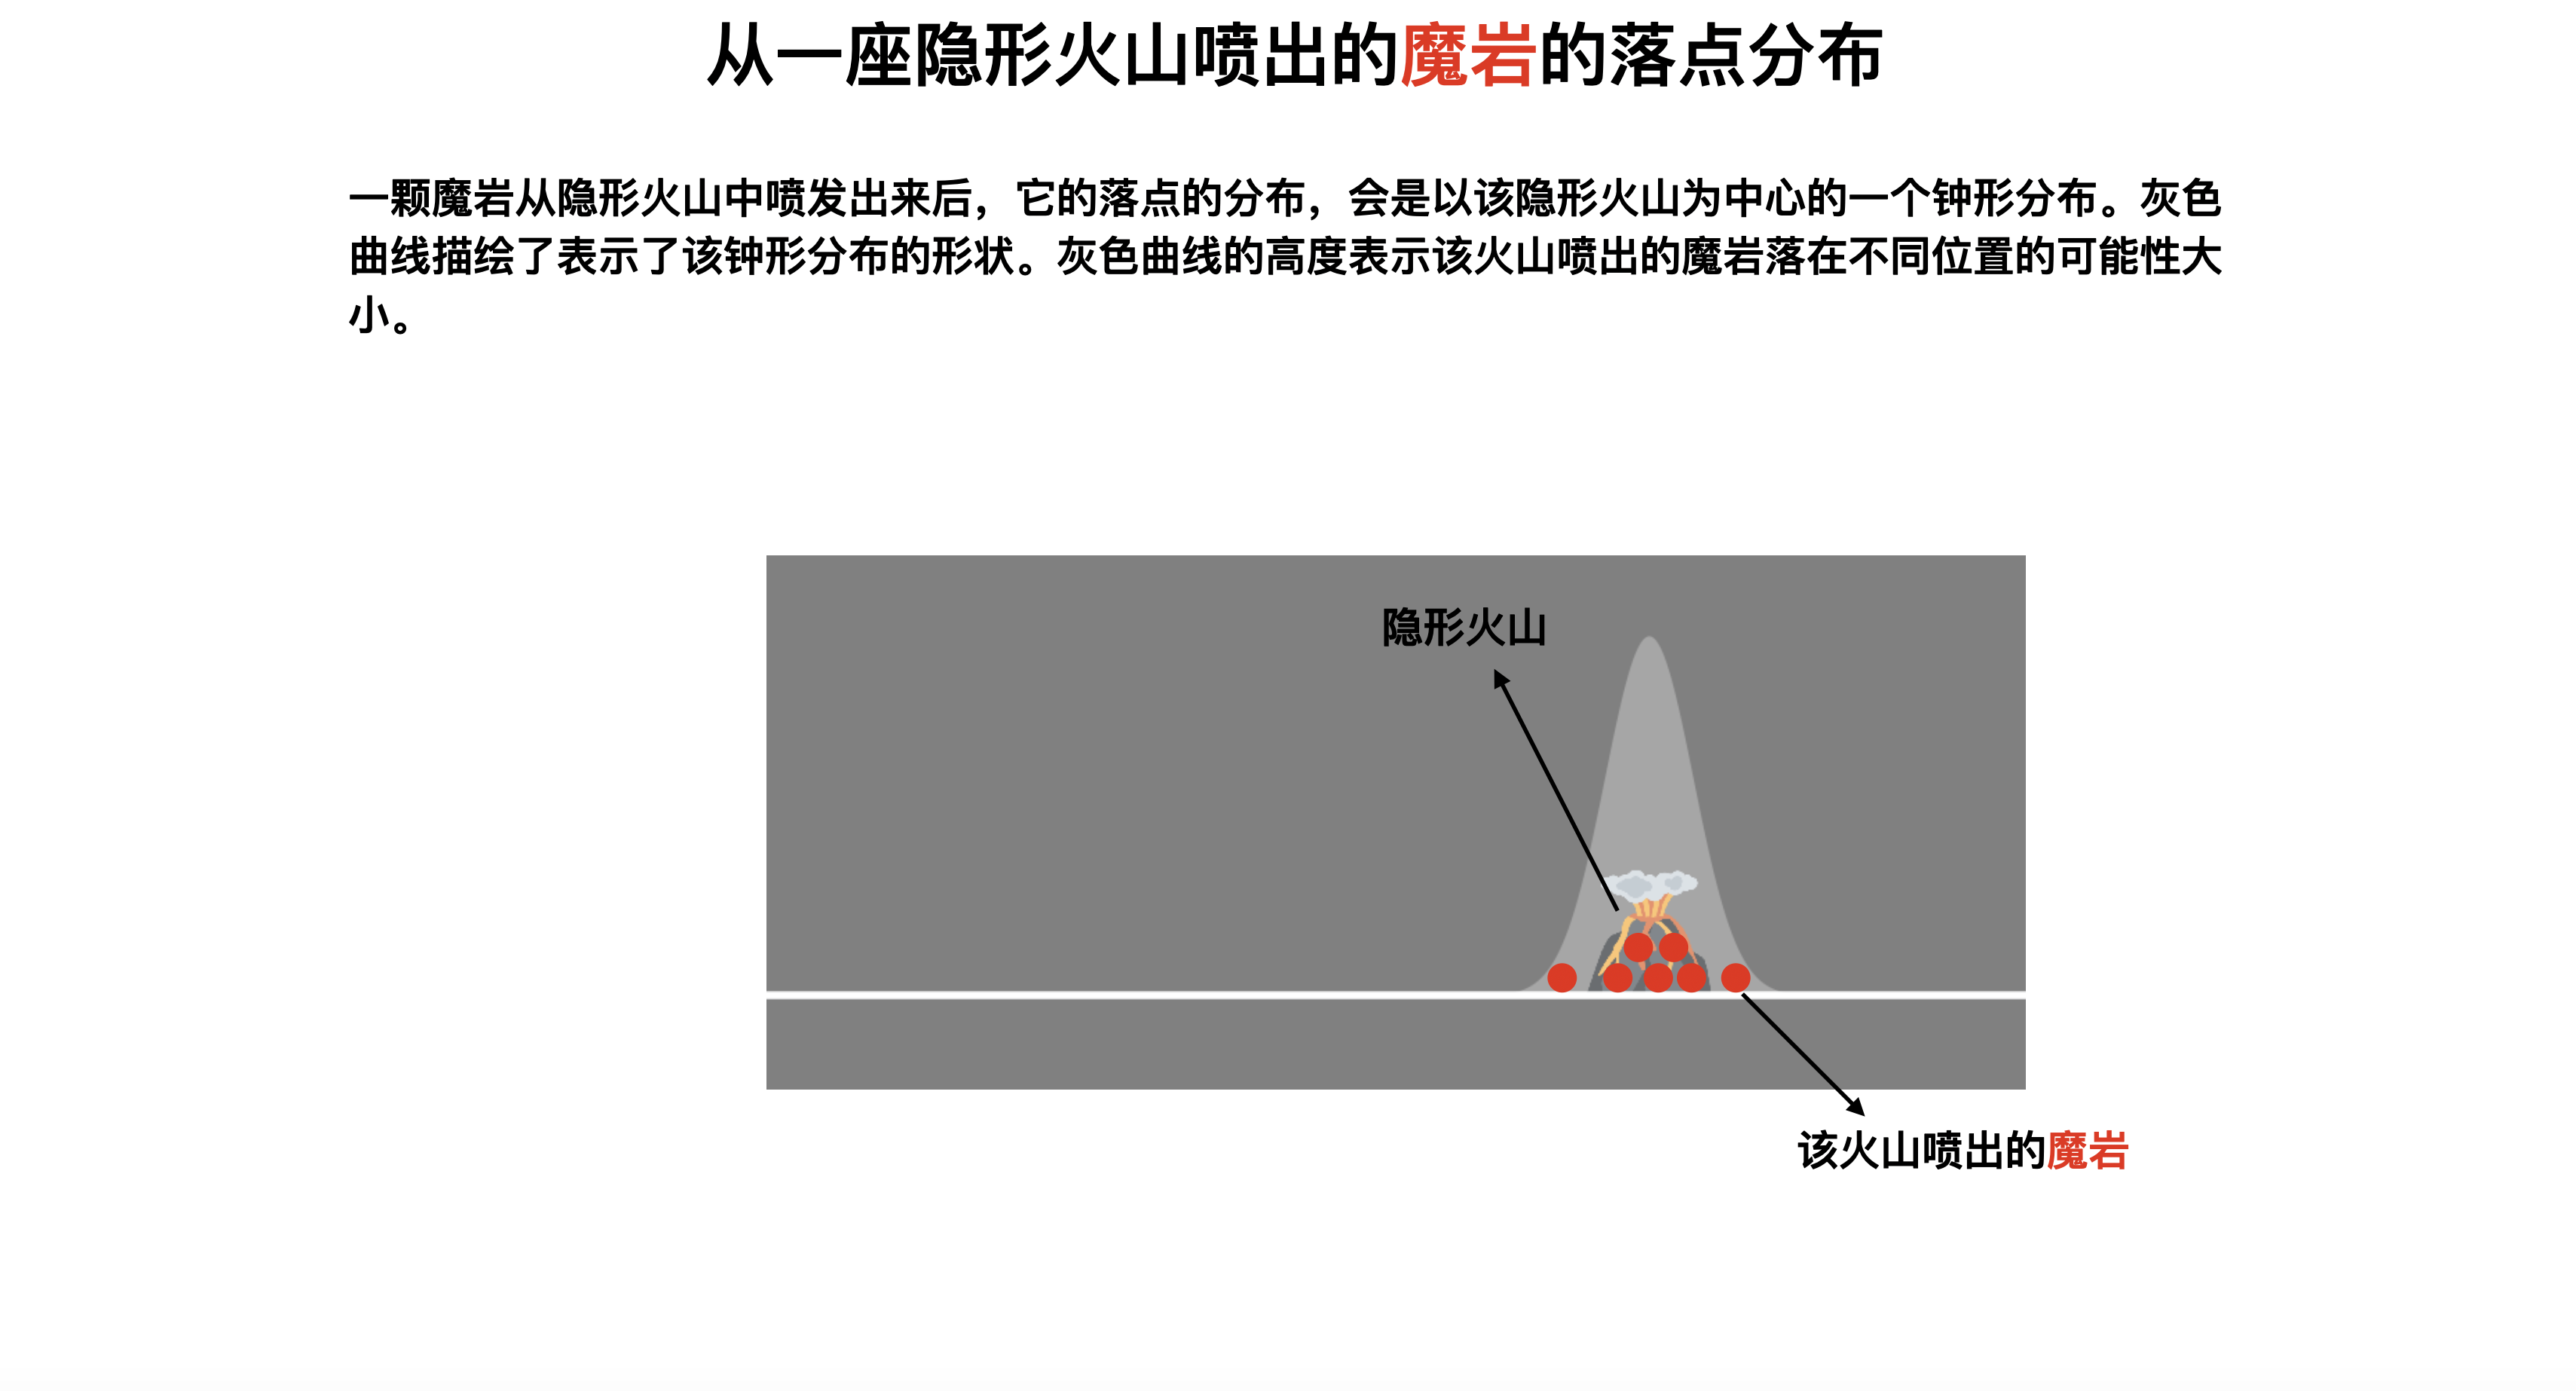 从一座隐形火山喷出的魔岩的落点分布
一颗魔岩从隐形火山中喷发出来后，它的落点的分布，会是以该隐形火山为中心的一个钟形分布。灰色
曲线描绘了表示了该钟形分布的形状。灰色曲线的高度表示该火山喷出的魔岩落在不同位置的可能性大
小。
隐形火山
该火山喷出的魔岩